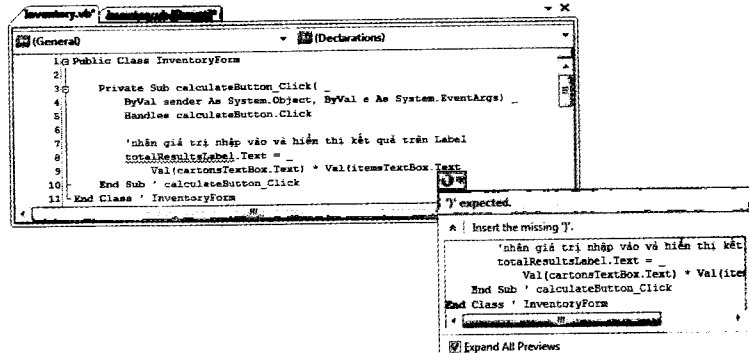 Inventory.vb*
(General) (Declarations)
1 Public Class InventoryForm
2
3 Private Sub calculateButton_Click( _
4 ByVal sender As System.Object, ByVal e As System.EventArgs) _
5 Handles calculateButton.Click
6
7 'nhân giá trị nhập vào và hiển thị kết quả trên Label
8 totalResultsLabel.Text = _
9 Val(cartonsTextBox.Text) * Val(itemsTextBox.Text
10 End Sub ' calculateButton_Click
11 End Class ' InventoryForm
')' expected.
Insert the missing ')'.
'nhân giá trị nhập vào và hiển thị kết
totalResultsLabel.Text = _
Val(cartonsTextBox.Text) * Val(ite
End Sub ' calculateButton_Click
End Class ' InventoryForm
Expand All Previews